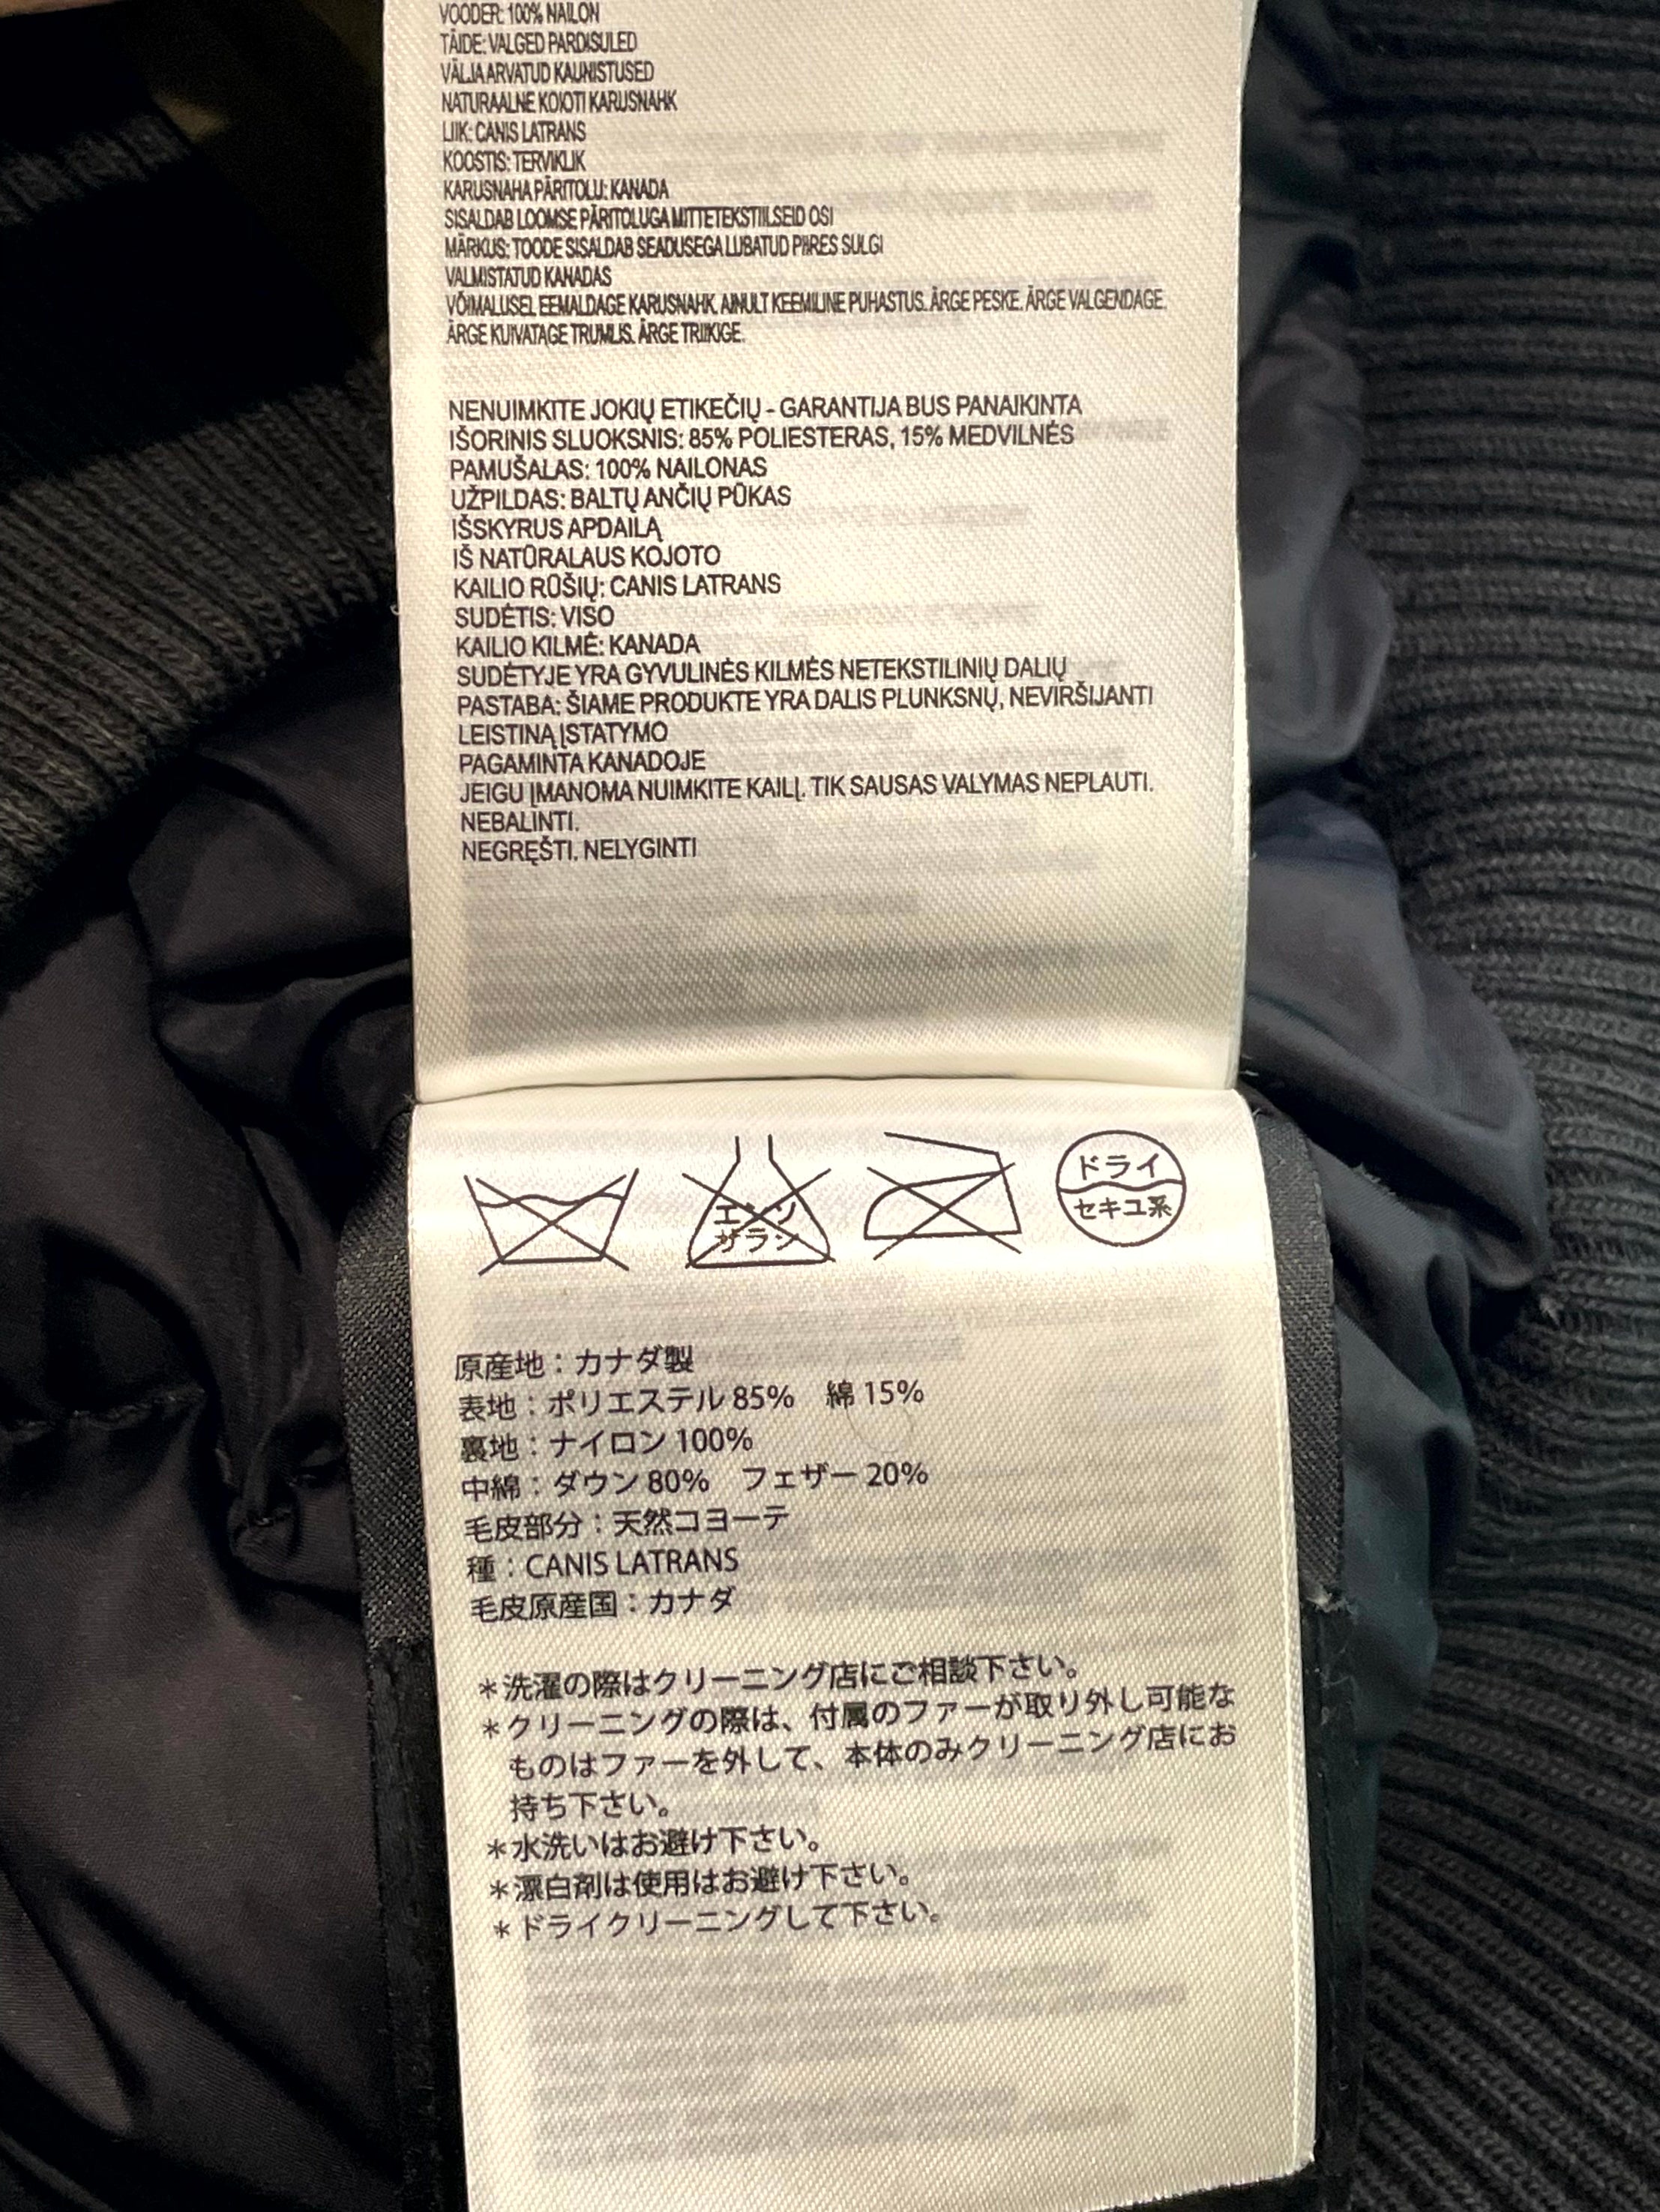 VOODER: 100% NAILON
TÄIDE: VALGED PARDISULED
VÄLJA ARVATUD KAUNISTUSED
NATURAALNE KOIOTI KARUSNAHK
LIIK: CANIS LATRANS
KOOSTIS: TERVIKLIK
KARUSNAHA PÄRITOLU: KANADA
SISALDAB LOOMSE PÄRITOLUGA MITTETEKSTIILSEID OSI
MÄRKUS: TOODE SISALDAB SEADUSEGA LUBATUD PIIRES SULGI
VALMISTATUD KANADAS
VÕIMALUSEL EEMALDAGE KARUSNAHK. AINULT KEEMILINE PUHASTUS. ÄRGE PESKE. ÄRGE VALGENDAGE.
ÄRGE KUIVATAGE TRUMLIS. ÄRGE TRIIKIGE.
NENUIMKITE JOKIŲ ETIKEČIŲ - GARANTIJA BUS PANAIKINTA
IŠORINIS SLUOKSNIS: 85% POLIESTERAS, 15% MEDVILNĖS
PAMUŠALAS: 100% NAILONAS
UŽPILDAS: BALTŲ ANČIŲ PŪKAS
IŠSKYRUS APDAILĄ
IŠ NATŪRALAUS KOJOTO
KAILIO RŪŠIŲ: CANIS LATRANS
SUDĖTIS: VISO
KAILIO KILMĖ: KANADA
SUDĖTYJE YRA GYVULINĖS KILMĖS NETEKSTILINIŲ DALIŲ
PASTABA: ŠIAME PRODUKTE YRA DALIS PLUNKSNŲ, NEVIRŠIJANTI
LEISTINĄ ĮSTATYMO
PAGAMINTA KANADOJE
JEIGU ĮMANOMA NUIMKITE KAILĮ. TIK SAUSAS VALYMAS NEPLAUTI.
NEBALINTI.
NEGRĘŠTI. NELYGINTI
エンソ
サラシ
ドライ
セキユ系
原産地：カナダ製
表地：ポリエステル 85%　綿 15%
裏地：ナイロン 100%
中綿：ダウン 80%　フェザー 20%
毛皮部分：天然コヨーテ
種：CANIS LATRANS
毛皮原産国：カナダ
＊洗濯の際はクリーニング店にご相談下さい。
＊クリーニングの際は、付属のファーが取り外し可能な
ものはファーを外して、本体のみクリーニング店にお
持ち下さい。
＊水洗いはお避け下さい。
＊漂白剤は使用はお避け下さい。
＊ドライクリーニングして下さい。